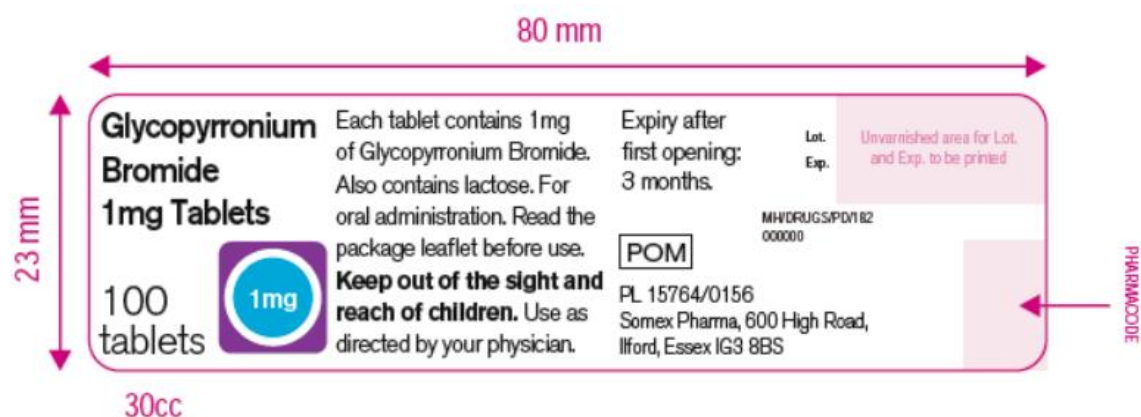 80 mm
23 mm
Glycopyrronium
Bromide
1mg Tablets
100
tablets
1mg
Each tablet contains 1mg
of Glycopyrronium Bromide.
Also contains lactose. For
oral administration. Read the
package leaflet before use.
Keep out of the sight and
reach of children. Use as
directed by your physician.
Expiry after
first opening:
3 months.
POM
PL 15764/0156
Somex Pharma, 600 High Road,
Ilford, Essex IG3 8BS
Lot.
Exp.
Unvarnished area for Lot.
and Exp. to be printed
MH/DRUGS/PD/182
000000
PHARMACODE
30cc